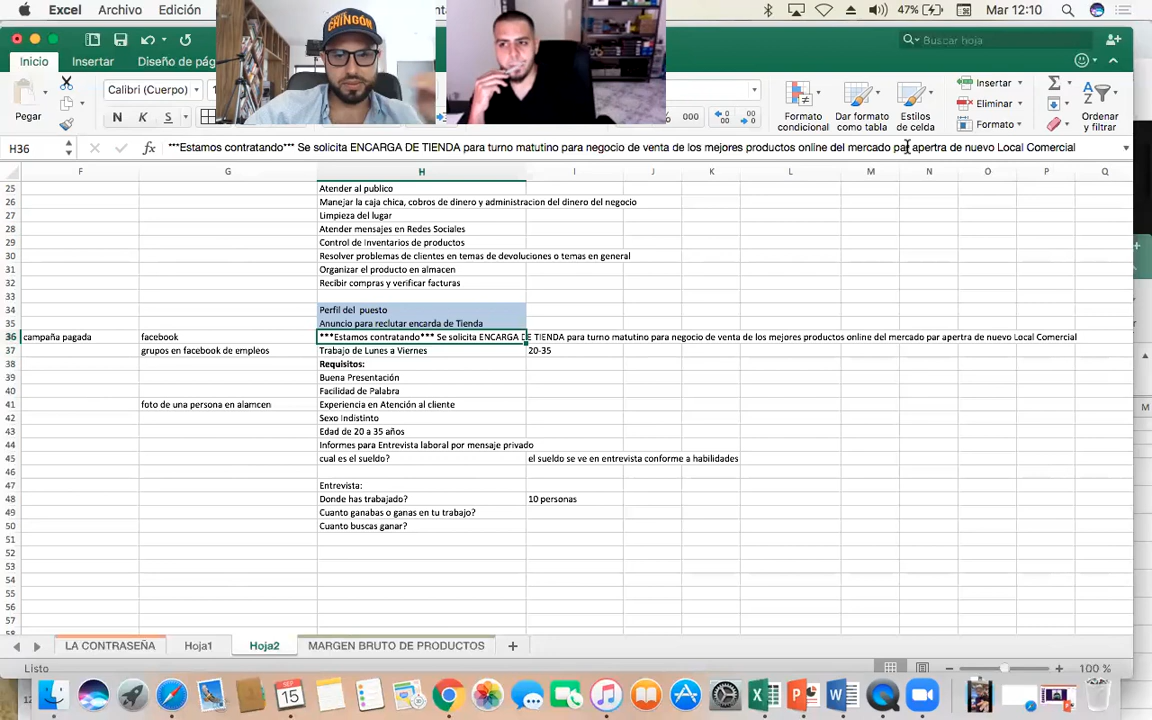 Excel Archivo Edición
47% Mar 12:10
CHINGÓN
Buscar hoja
Inicio Insertar Diseño de pág
Pegar
Calibri (Cuerpo)
N K S
000
Formato condicional
Dar formato como tabla
Estilos de celda
Insertar
Eliminar
Formato
Ordenar y filtrar
H36 fx ***Estamos contratando*** Se solicita ENCARGA DE TIENDA para turno matutino para negocio de venta de los mejores productos online del mercado par apertra de nuevo Local Comercial
F G H I J K L M N O P Q
25 Atender al publico
26 Manejar la caja chica, cobros de dinero y administracion del dinero del negocio
27 Limpieza del lugar
28 Atender mensajes en Redes Sociales
29 Control de Inventarios de productos
30 Resolver problemas de clientes en temas de devoluciones o temas en general
31 Organizar el producto en almacen
32 Recibir compras y verificar facturas
33
34 Perfil del puesto
35 Anuncio para reclutar encarda de Tienda
36 campaña pagada facebook ***Estamos contratando*** Se solicita ENCARGA DE TIENDA para turno matutino para negocio de venta de los mejores productos online del mercado par apertra de nuevo Local Comercial
37 grupos en facebook de empleos Trabajo de Lunes a Viernes 20-35
38 Requisitos:
39 Buena Presentación
40 Facilidad de Palabra
41 foto de una persona en alamcen Experiencia en Atención al cliente
42 Sexo Indistinto
43 Edad de 20 a 35 años
44 Informes para Entrevista laboral por mensaje privado
45 cual es el sueldo? el sueldo se ve en entrevista conforme a habilidades
46
47 Entrevista:
48 Donde has trabajado? 10 personas
49 Cuanto ganabas o ganas en tu trabajo?
50 Cuanto buscas ganar?
51
52
53
54
55
56
57
58
LA CONTRASEÑA Hoja1 Hoja2 MARGEN BRUTO DE PRODUCTOS +
Listo
100 %
SEP
15